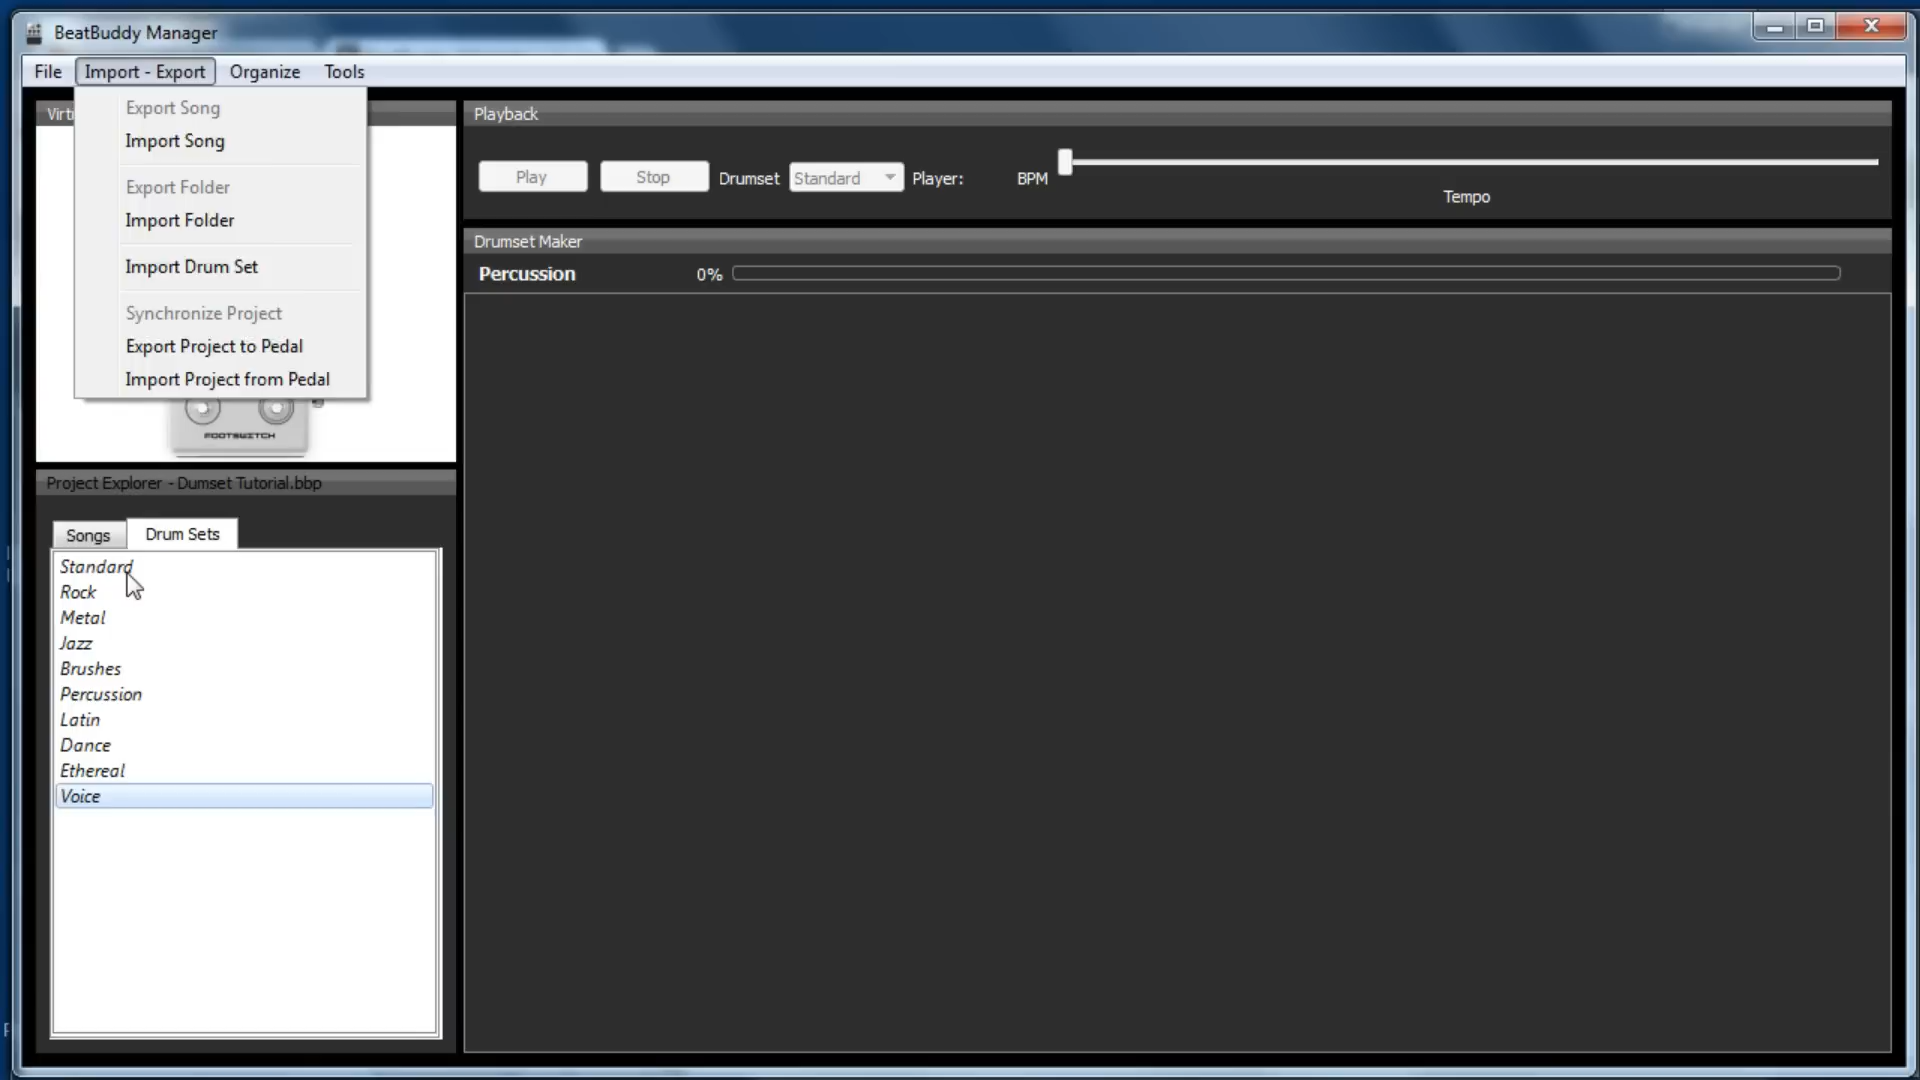 BeatBuddy Manager
File Import - Export Organize Tools
Export Song
Import Song
Export Folder
Import Folder
Import Drum Set
Synchronize Project
Export Project to Pedal
Import Project from Pedal
FOOTSWITCH
Playback
Play Stop Drumset Standard Player: BPM
Tempo
Drumset Maker
Percussion 0%
Project Explorer - Dumset Tutorial.bbp
Songs Drum Sets
Standard
Rock
Metal
Jazz
Brushes
Percussion
Latin
Dance
Ethereal
Voice